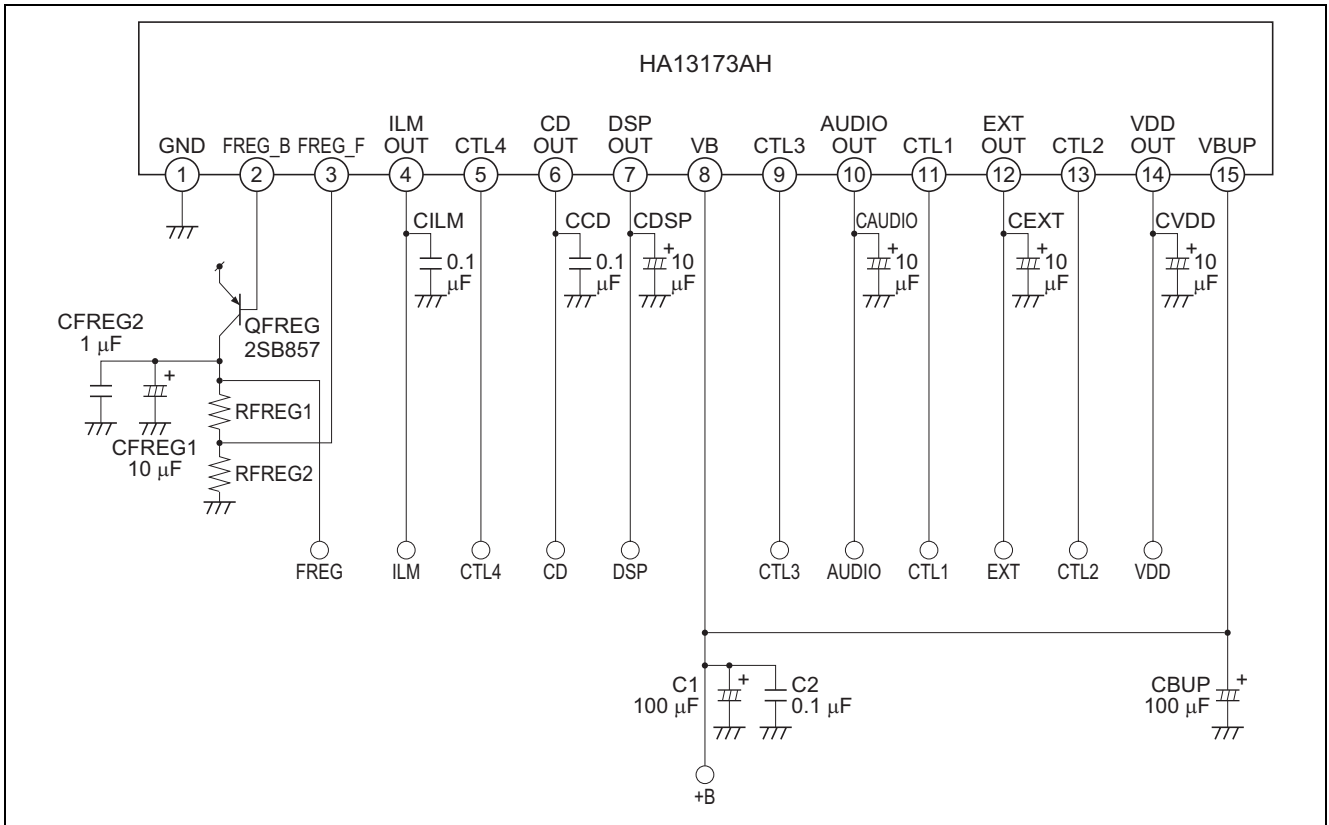 HA13173AH
GND
FREG_B
FREG_F
ILM
OUT
CTL4
CD
OUT
DSP
OUT
VB
CTL3
AUDIO
OUT
CTL1
EXT
OUT
CTL2
VDD
OUT
VBUP
1
2
3
4
5
6
7
8
9
10
11
12
13
14
15
CILM
0.1
μF
CCD
0.1
μF
CDSP
+
10
μF
CAUDIO
+
10
μF
CEXT
+
10
μF
CVDD
+
10
μF
QFREG
2SB857
CFREG2
1 μF
+
CFREG1
10 μF
RFREG1
RFREG2
FREG
ILM
CTL4
CD
DSP
CTL3
AUDIO
CTL1
EXT
CTL2
VDD
C1
100 μF
+
C2
0.1 μF
CBUP
100 μF
+
+B